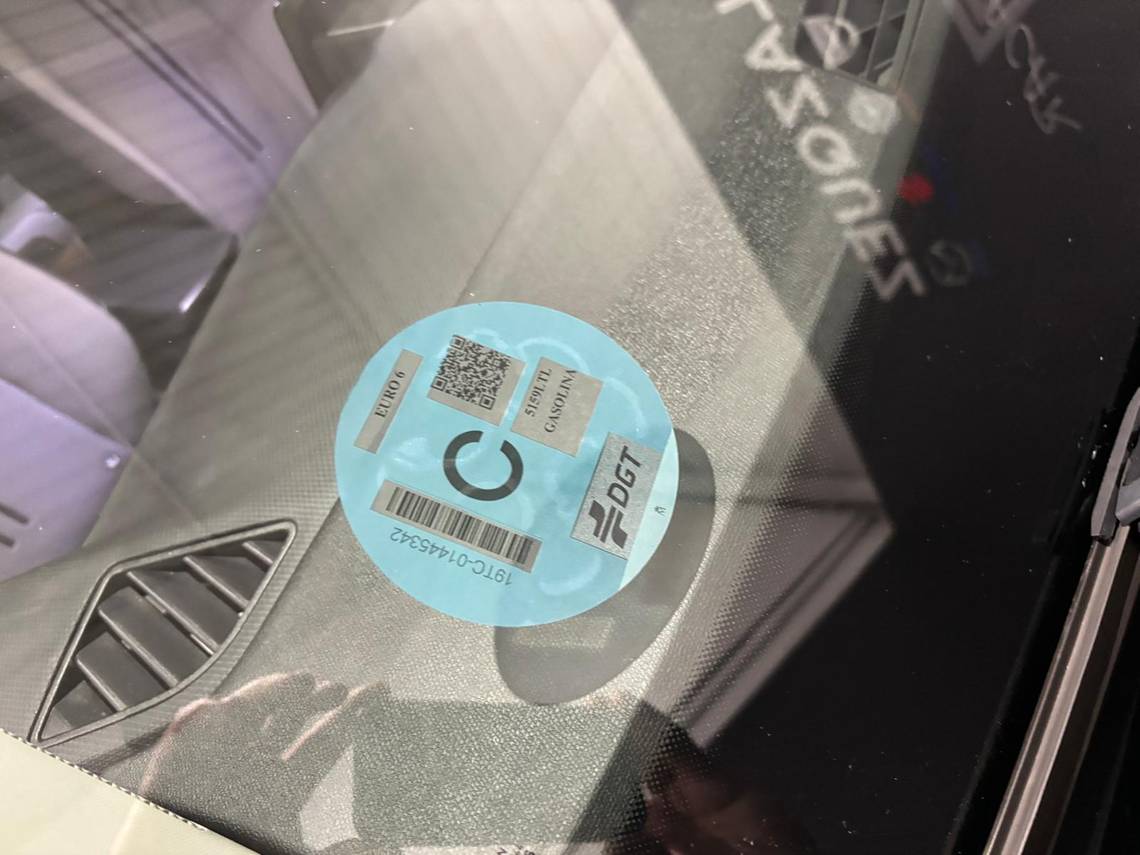 EURO 6
5159LTL
GASOLINA
C
DGT
19TC-01445342